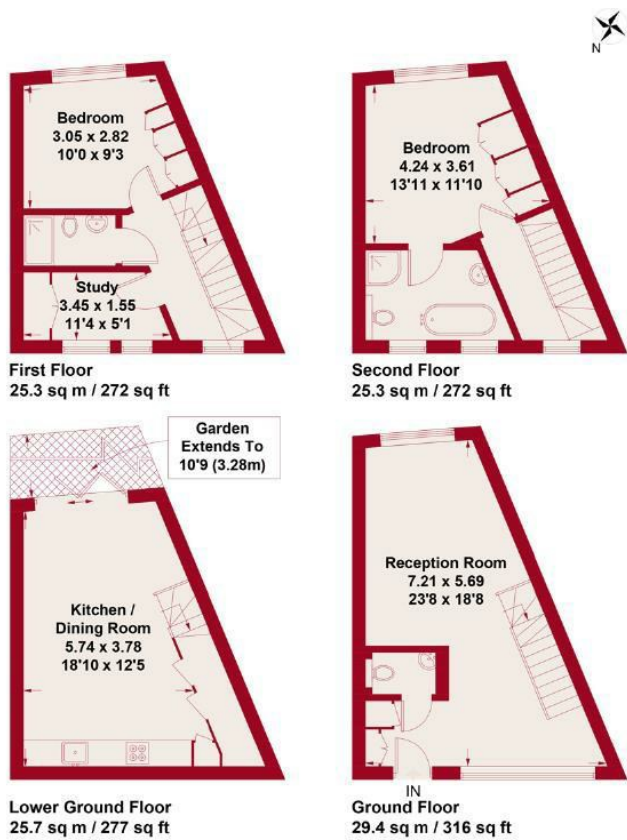 N
Bedroom
3.05 x 2.82
10'0 x 9'3
Study
3.45 x 1.55
11'4 x 5'1
First Floor
25.3 sq m / 272 sq ft
Bedroom
4.24 x 3.61
13'11 x 11'10
Second Floor
25.3 sq m / 272 sq ft
Garden
Extends To
10'9 (3.28m)
Kitchen /
Dining Room
5.74 x 3.78
18'10 x 12'5
Lower Ground Floor
25.7 sq m / 277 sq ft
Reception Room
7.21 x 5.69
23'8 x 18'8
IN
Ground Floor
29.4 sq m / 316 sq ft